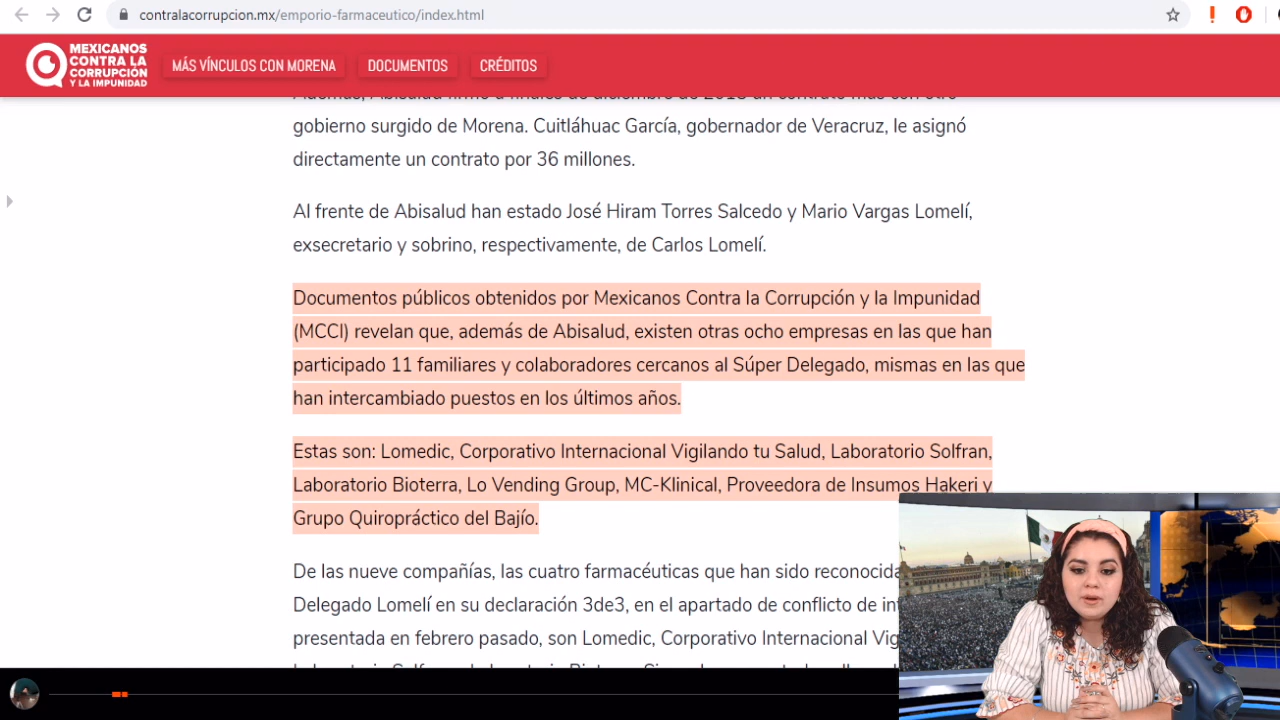 contralacorrupcion.mx/emporio-farmaceutico/index.html
MEXICANOS
CONTRA LA
CORRUPCIÓN
Y LA IMPUNIDAD
MÁS VÍNCULOS CON MORENA
DOCUMENTOS
CRÉDITOS
gobierno surgido de Morena. Cuitláhuac García, gobernador de Veracruz, le asignó
directamente un contrato por 36 millones.
Al frente de Abisalud han estado José Hiram Torres Salcedo y Mario Vargas Lomelí,
exsecretario y sobrino, respectivamente, de Carlos Lomelí.
Documentos públicos obtenidos por Mexicanos Contra la Corrupción y la Impunidad
(MCCI) revelan que, además de Abisalud, existen otras ocho empresas en las que han
participado 11 familiares y colaboradores cercanos al Súper Delegado, mismas en las que
han intercambiado puestos en los últimos años.
Estas son: Lomedic, Corporativo Internacional Vigilando tu Salud, Laboratorio Solfran,
Laboratorio Bioterra, Lo Vending Group, MC-Klinical, Proveedora de Insumos Hakeri y
Grupo Quiropráctico del Bajío.
De las nueve compañías, las cuatro farmacéuticas que han sido
Delegado Lomelí en su declaración 3de3, en el apartado de conflicto de
presentada en febrero pasado, son Lomedic, Corporativo Internacional